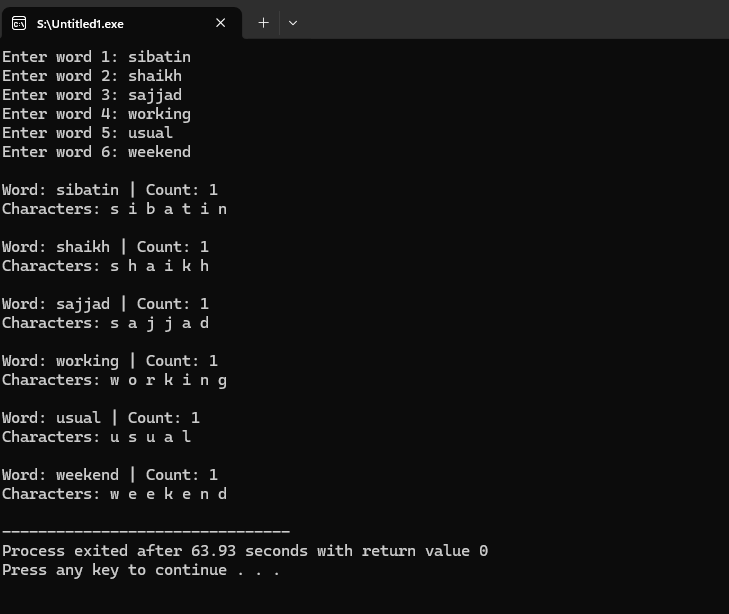 S:\Untitled1.exe
Enter word 1: sibatin
Enter word 2: shaikh
Enter word 3: sajjad
Enter word 4: working
Enter word 5: usual
Enter word 6: weekend
Word: sibatin | Count: 1
Characters: s i b a t i n
Word: shaikh | Count: 1
Characters: s h a i k h
Word: sajjad | Count: 1
Characters: s a j j a d
Word: working | Count: 1
Characters: w o r k i n g
Word: usual | Count: 1
Characters: u s u a l
Word: weekend | Count: 1
Characters: w e e k e n d
--------------------------------
Process exited after 63.93 seconds with return value 0
Press any key to continue . . .